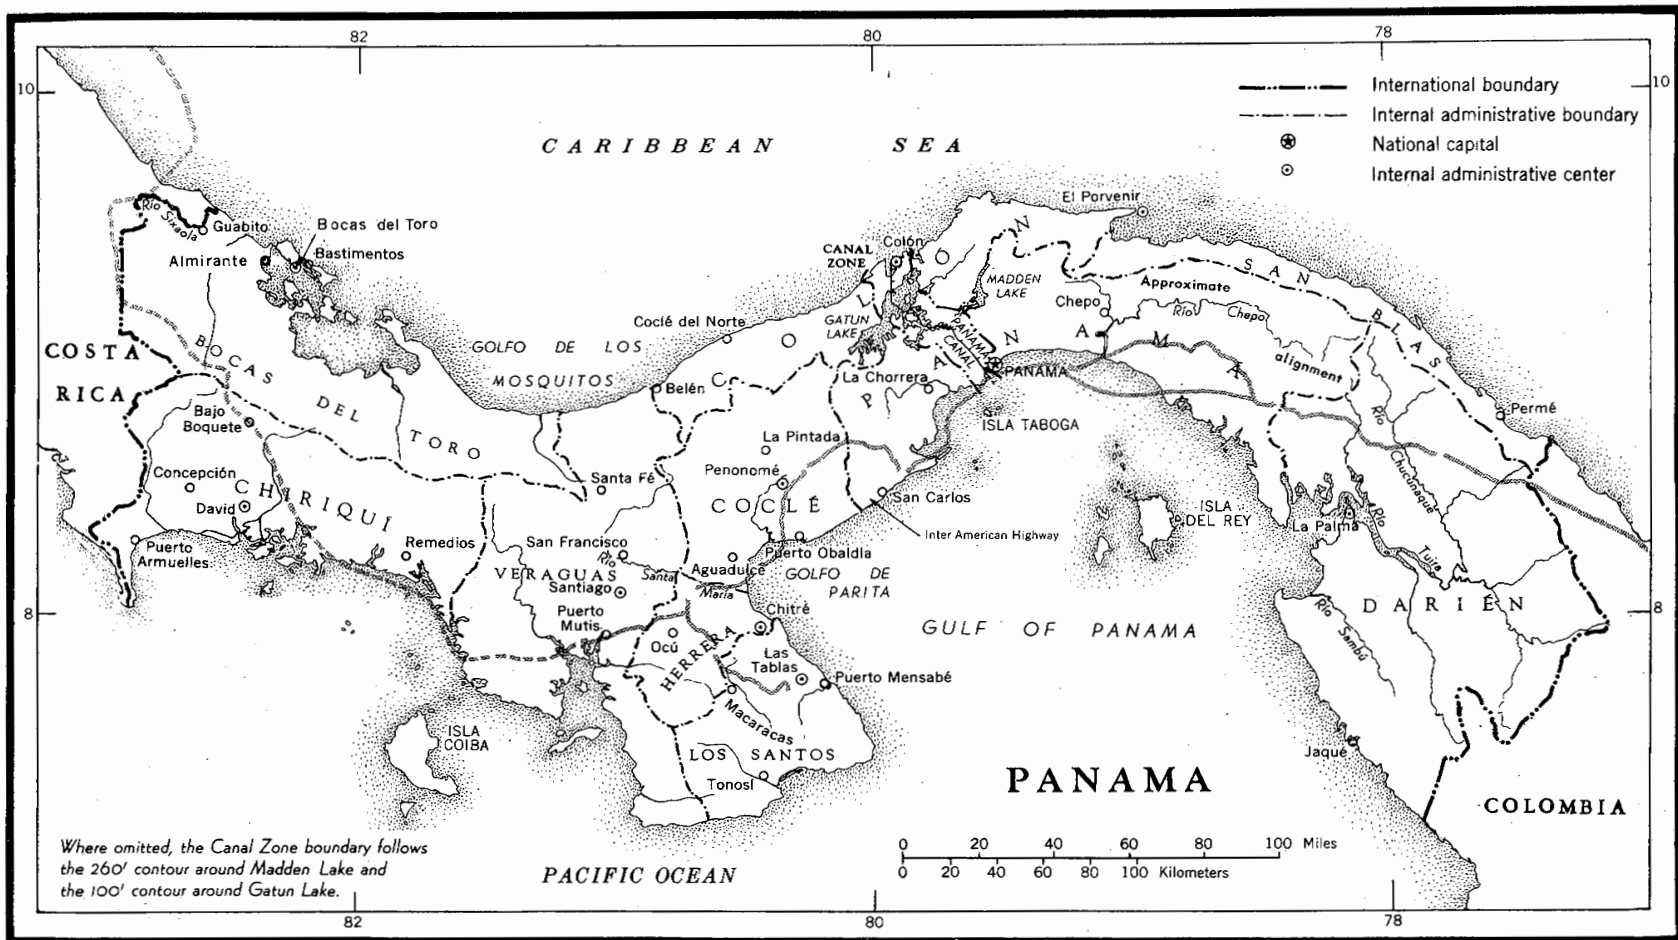 82
80
78
10
10
International boundary
Internal administrative boundary
National capital
Internal administrative center
CARIBBEAN SEA
El Porvenir
Río Sixaola
Guabito
Bocas del Toro
Almirante
Bastimentos
CANAL ZONE
Colón
COLÓN
SAN BLAS
MADDEN LAKE
Approximate alignment
Chepo
Río Chepo
Coclé del Norte
GATUN LAKE
PANAMA CANAL
PANAMA
GOLFO DE LOS MOSQUITOS
COSTA RICA
BOCAS DEL TORO
Belén
La Chorrera
PANAMA
ISLA TABOGA
Permé
Bajo Boquete
La Pintada
Penonomé
Río Chucunaque
Concepción
David
CHIRIQUÍ
Santa Fé
COCLÉ
San Carlos
ISLA DEL REY
La Palma
Inter American Highway
Río Tuira
Puerto Armuelles
Remedios
San Francisco
Río Santa María
VERAGUAS
Santiago
Aguadulce
Puerto Obaldía
GOLFO DE PARITA
8
8
Puerto Mutis
Chitré
Ocú
HERRERA
Las Tablas
Puerto Mensabé
GULF OF PANAMA
DARIÉN
Río Sambú
Macaracas
ISLA COIBA
LOS SANTOS
Tonosí
Jaqué
PANAMA
COLOMBIA
Where omitted, the Canal Zone boundary follows
the 260' contour around Madden Lake and
the 100' contour around Gatun Lake.
PACIFIC OCEAN
0 20 40 60 80 100 Miles
0 20 40 60 80 100 Kilometers
82
80
78